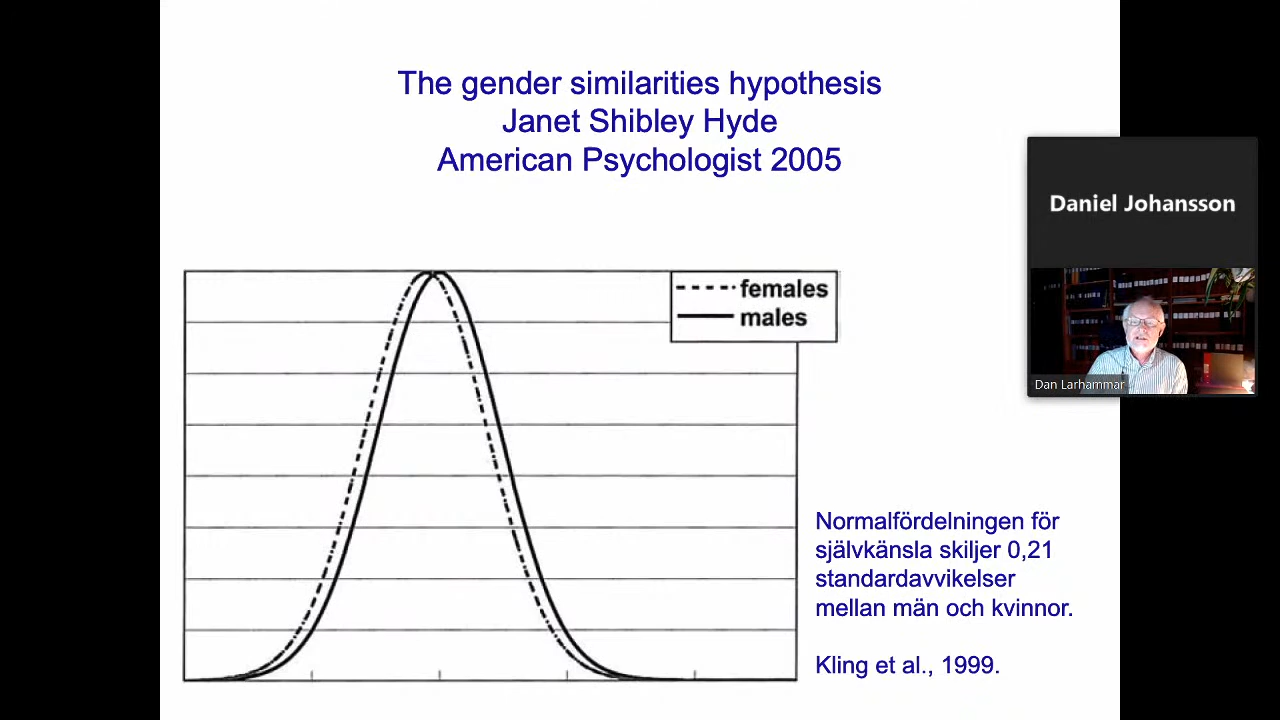 The gender similarities hypothesis
Janet Shibley Hyde
American Psychologist 2005
females
males
Normalfördelningen för
självkänsla skiljer 0,21
standardavvikelser
mellan män och kvinnor.
Kling et al., 1999.
Daniel Johansson
Dan Larhammar